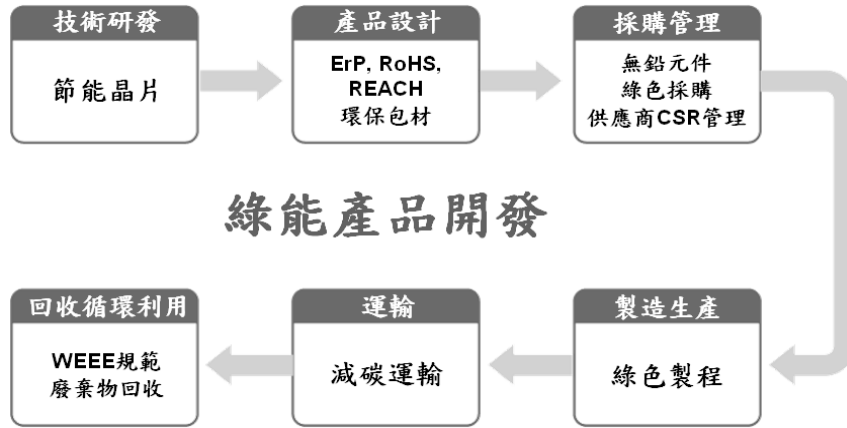 技術研發
節能晶片
產品設計
ErP, RoHS,
REACH
環保包材
採購管理
無鉛元件
綠色採購
供應商CSR管理
綠能產品開發
製造生產
綠色製程
運輸
減碳運輸
回收循環利用
WEEE規範
廢棄物回收